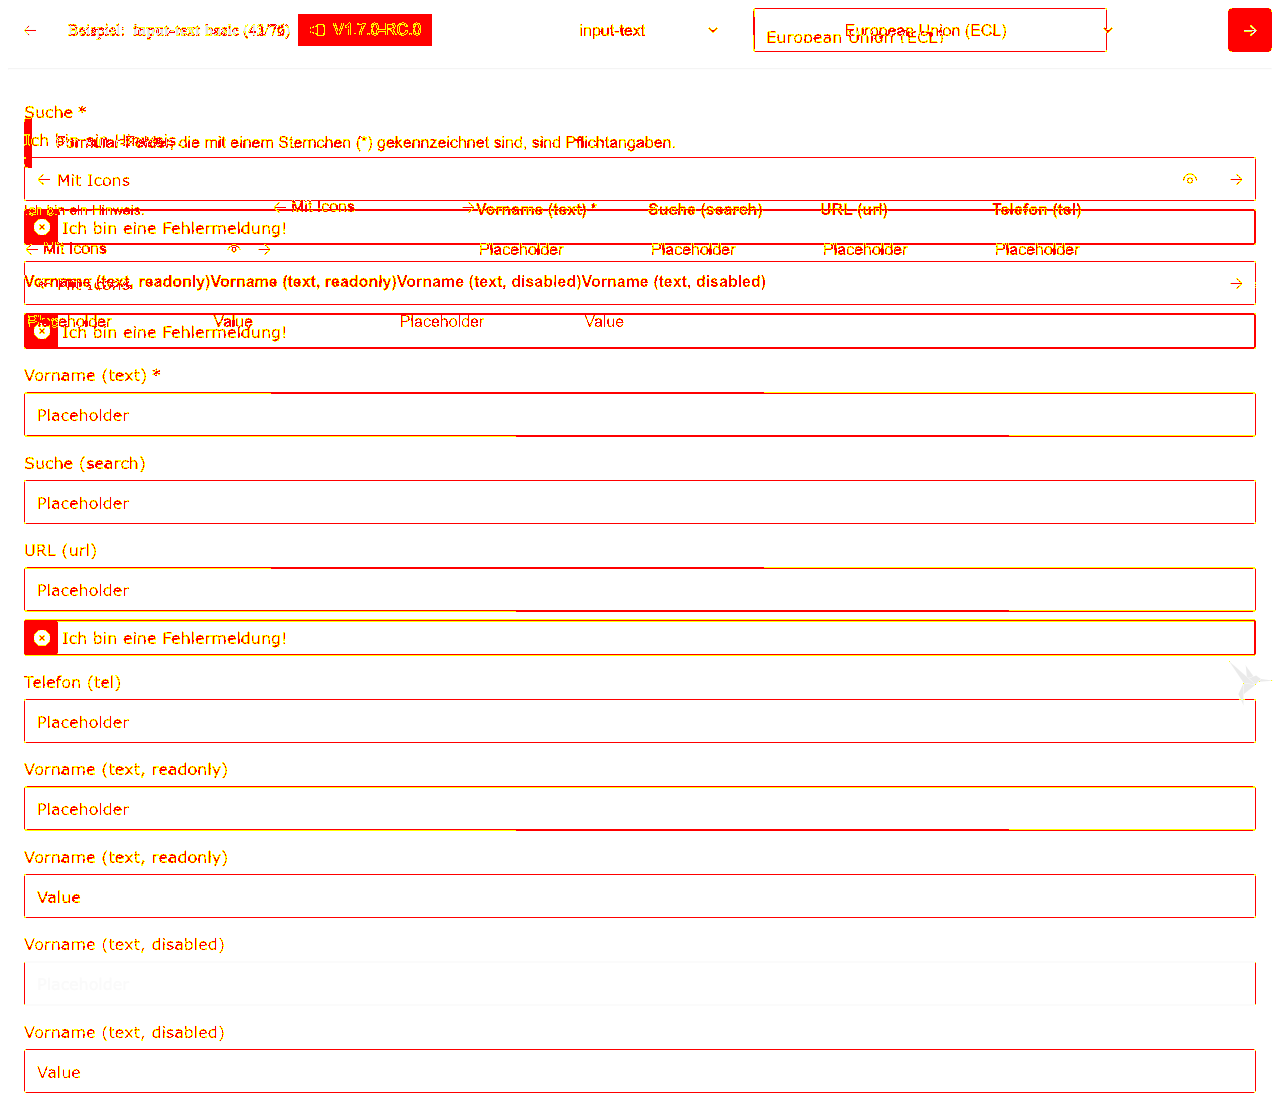 Beispiel: input-text basic V1.7.0-RC.0 input-text European Union (ECL)
European Union (ECL)
Suche *
Ich bin ein Hinweis.
Formular-Felder, die mit einem Sternchen (*) gekennzeichnet sind, sind Pflichtangaben.
Mit Icons
Ich bin ein Hinweis.
Mit Icons Vorname (text) * Suche (search) URL (url) Telefon (tel)
Ich bin eine Fehlermeldung!
Mit Icons Placeholder Placeholder Placeholder Placeholder
Vorname (text, readonly) Vorname (text, readonly) Vorname (text, disabled) Vorname (text, disabled)
Mit Icons
Placeholder Value Placeholder Value
Ich bin eine Fehlermeldung!
Vorname (text) *
Placeholder
Suche (search)
Placeholder
URL (url)
Placeholder
Ich bin eine Fehlermeldung!
Telefon (tel)
Placeholder
Vorname (text, readonly)
Placeholder
Vorname (text, readonly)
Value
Vorname (text, disabled)
Placeholder
Vorname (text, disabled)
Value